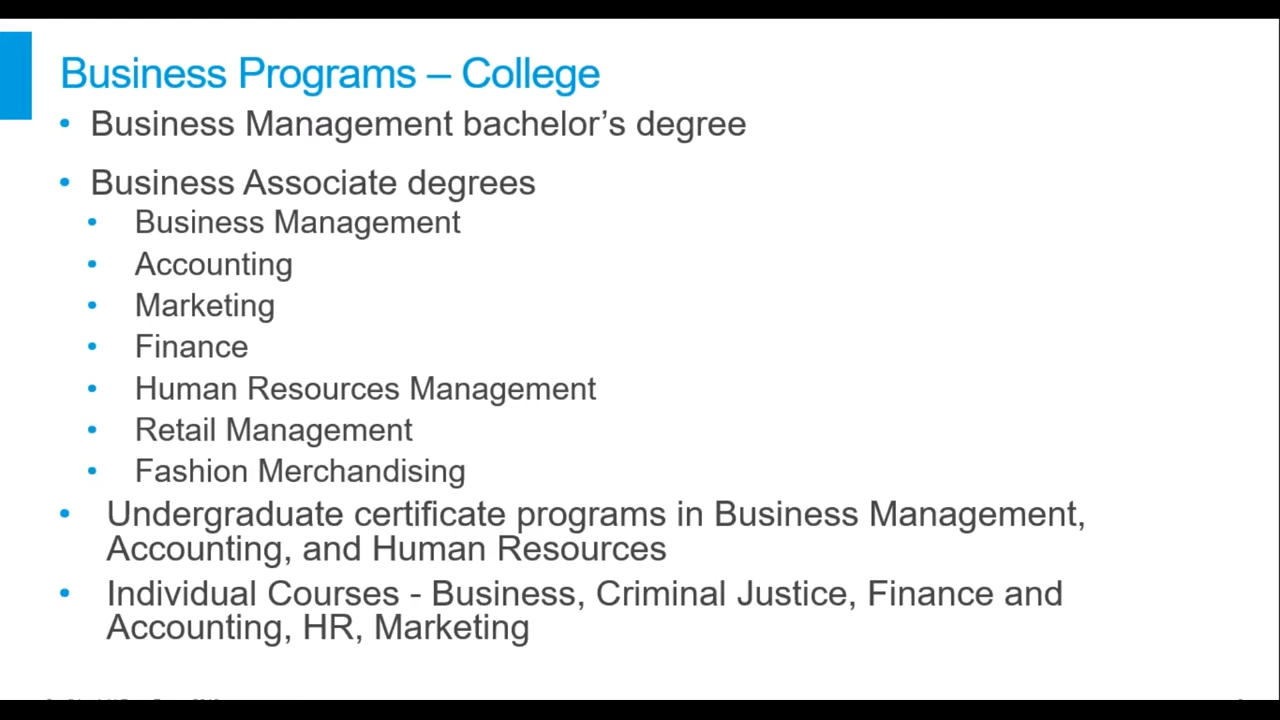 Business Programs – College
• Business Management bachelor’s degree
• Business Associate degrees
• Business Management
• Accounting
• Marketing
• Finance
• Human Resources Management
• Retail Management
• Fashion Merchandising
• Undergraduate certificate programs in Business Management,
Accounting, and Human Resources
• Individual Courses - Business, Criminal Justice, Finance and
Accounting, HR, Marketing